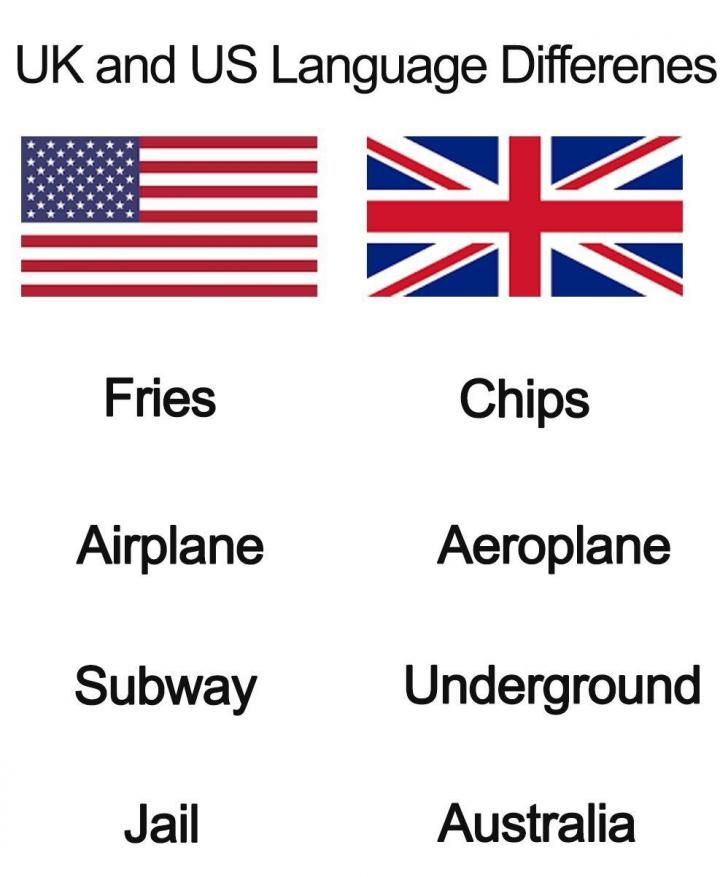 UK and US Language Differenes
Fries Chips
Airplane Aeroplane
Subway Underground
Jail Australia